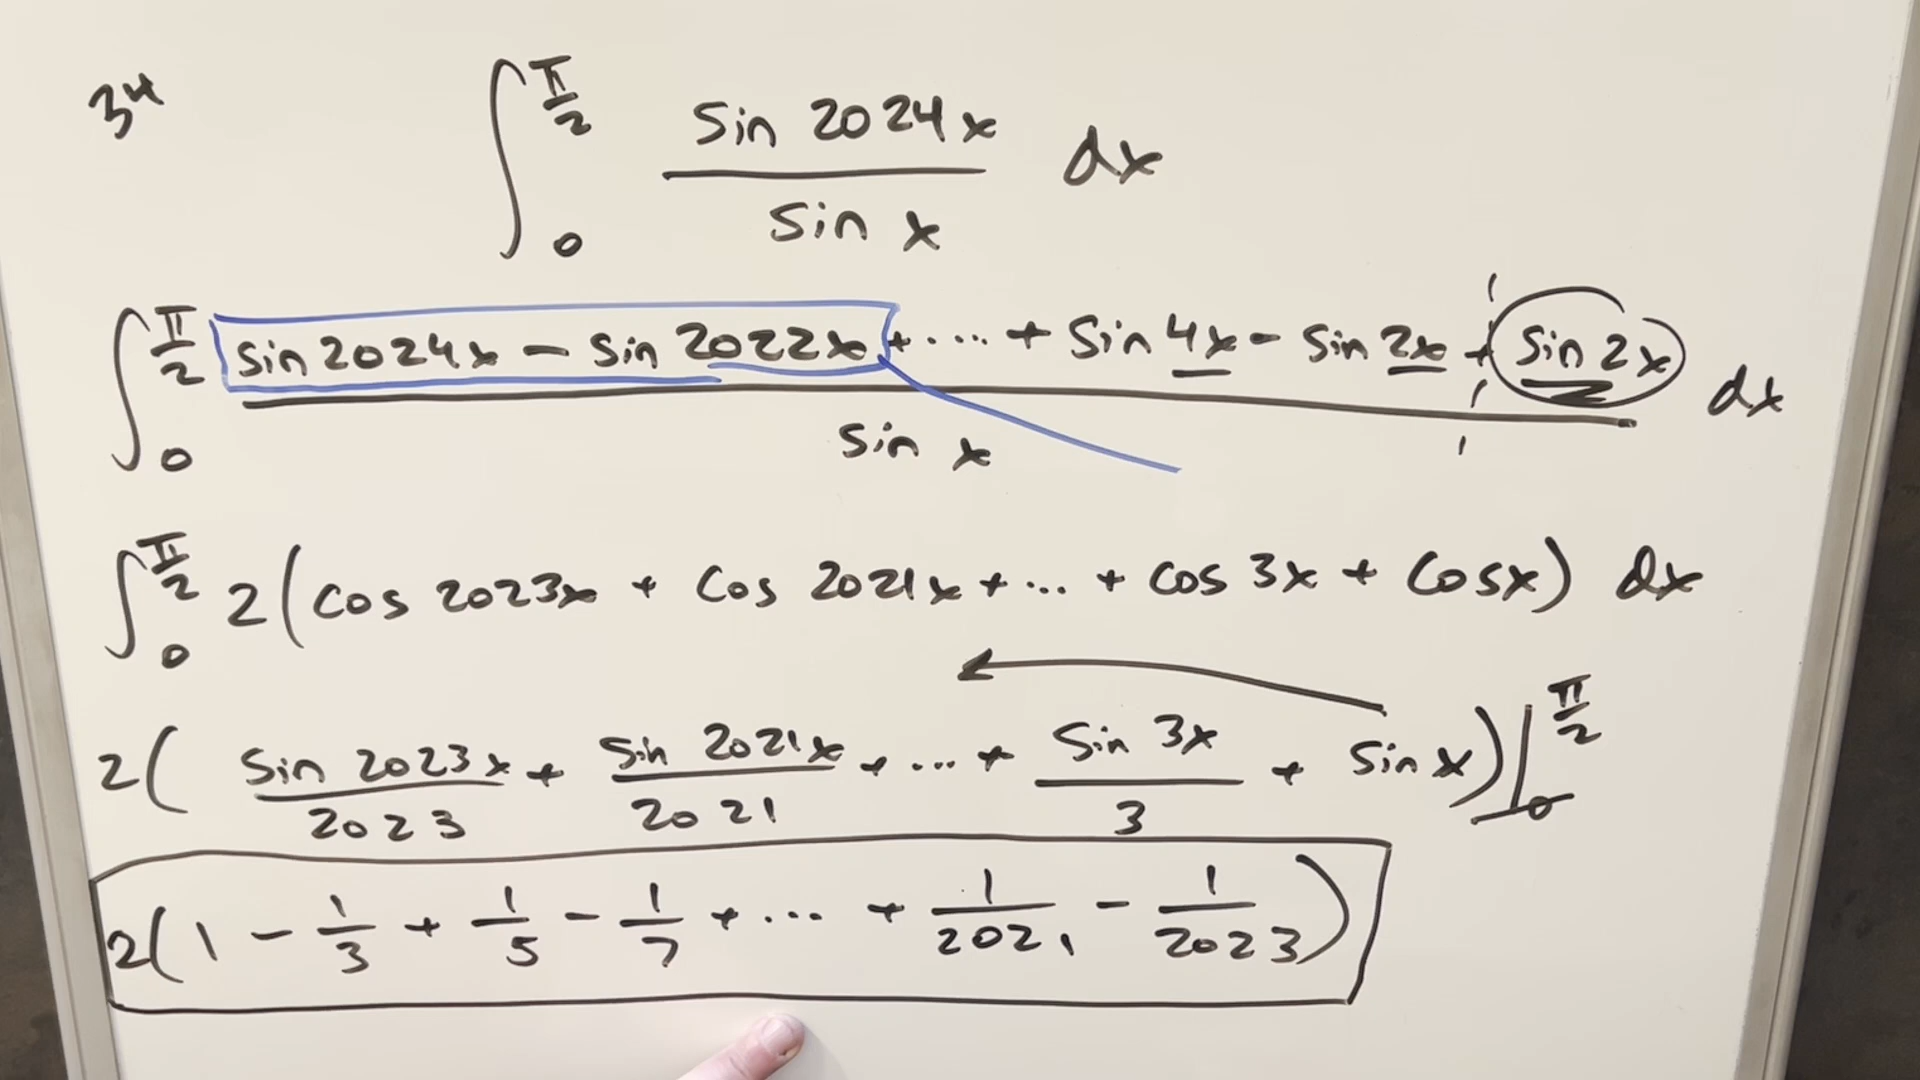 34
∫₀^(π/2) (sin 2024x)/(sin x) dx
∫₀^(π/2) (sin 2024x - sin 2022x + .... + sin 4x - sin 2x + sin 2x)/(sin x) dx
∫₀^(π/2) 2(cos 2023x + cos 2021x + ... + cos 3x + cosx) dx
2( (sin 2023x)/2023 + (sin 2021x)/2021 + ... + (sin 3x)/3 + sin x)|₀^(π/2)
2(1 - 1/3 + 1/5 - 1/7 + ... + 1/2021 - 1/2023)